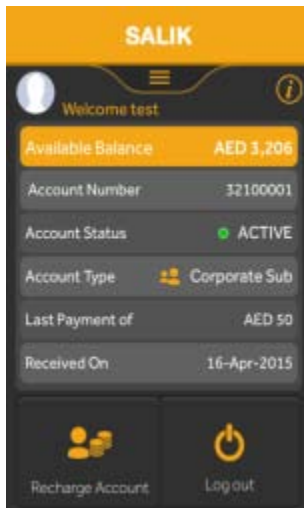 SALIK
Welcome test
Available Balance AED 3,206
Account Number 32100001
Account Status ACTIVE
Account Type Corporate Sub
Last Payment of AED 50
Received On 16-Apr-2015
Recharge Account Log out